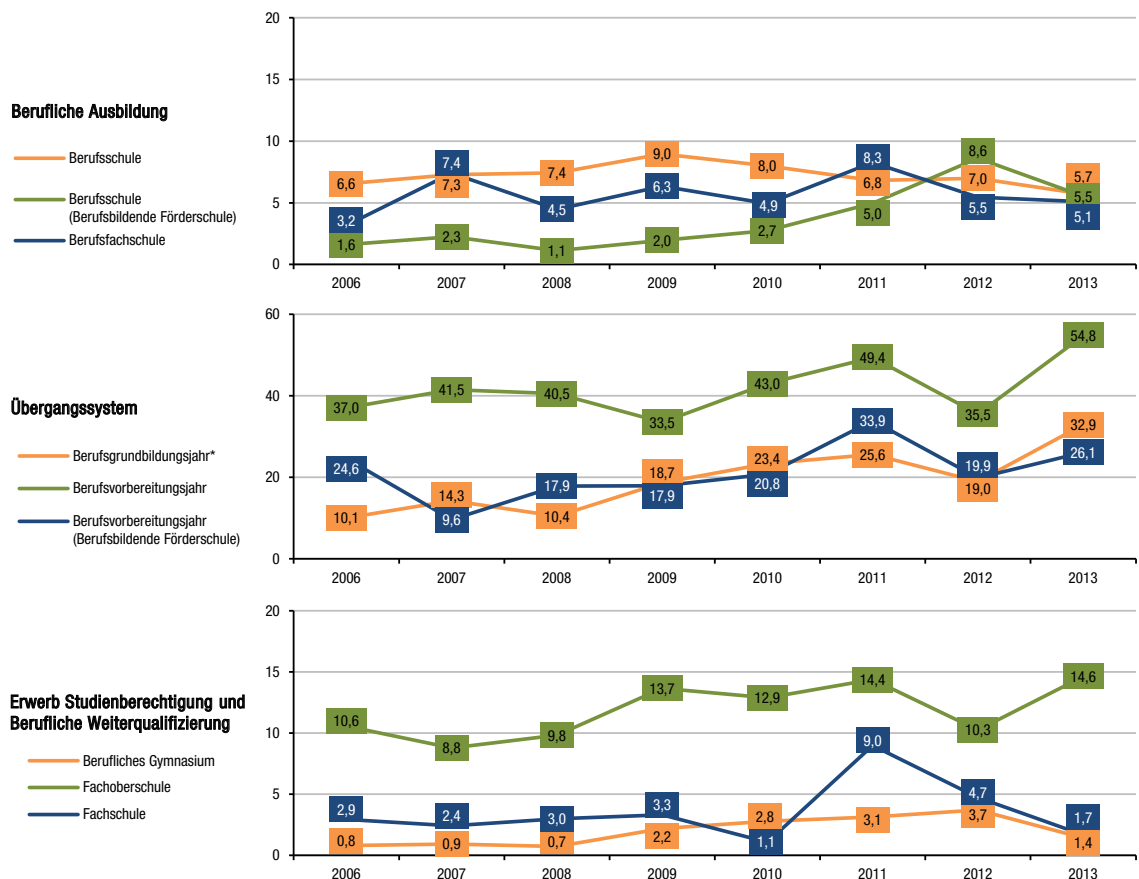 Berufliche Ausbildung
Berufsschule
Berufsschule
(Berufsbildende Förderschule)
Berufsfachschule
20
15
10
5
0
6,6 7,3 7,4 9,0 8,0 6,8 7,0 5,7
1,6 2,3 1,1 2,0 2,7 5,0 8,6 5,5
3,2 7,4 4,5 6,3 4,9 8,3 5,5 5,1
2006 2007 2008 2009 2010 2011 2012 2013
Übergangssystem
Berufsgrundbildungsjahr*
Berufsvorbereitungsjahr
Berufsvorbereitungsjahr
(Berufsbildende Förderschule)
60
40
20
0
10,1 14,3 10,4 18,7 23,4 25,6 19,0 32,9
37,0 41,5 40,5 33,5 43,0 49,4 35,5 54,8
24,6 9,6 17,9 17,9 20,8 33,9 19,9 26,1
2006 2007 2008 2009 2010 2011 2012 2013
Erwerb Studienberechtigung und
Berufliche Weiterqualifizierung
Berufliches Gymnasium
Fachoberschule
Fachschule
20
15
10
5
0
0,8 0,9 0,7 2,2 2,8 3,1 3,7 1,4
10,6 8,8 9,8 13,7 12,9 14,4 10,3 14,6
2,9 2,4 3,0 3,3 1,1 9,0 4,7 1,7
2006 2007 2008 2009 2010 2011 2012 2013